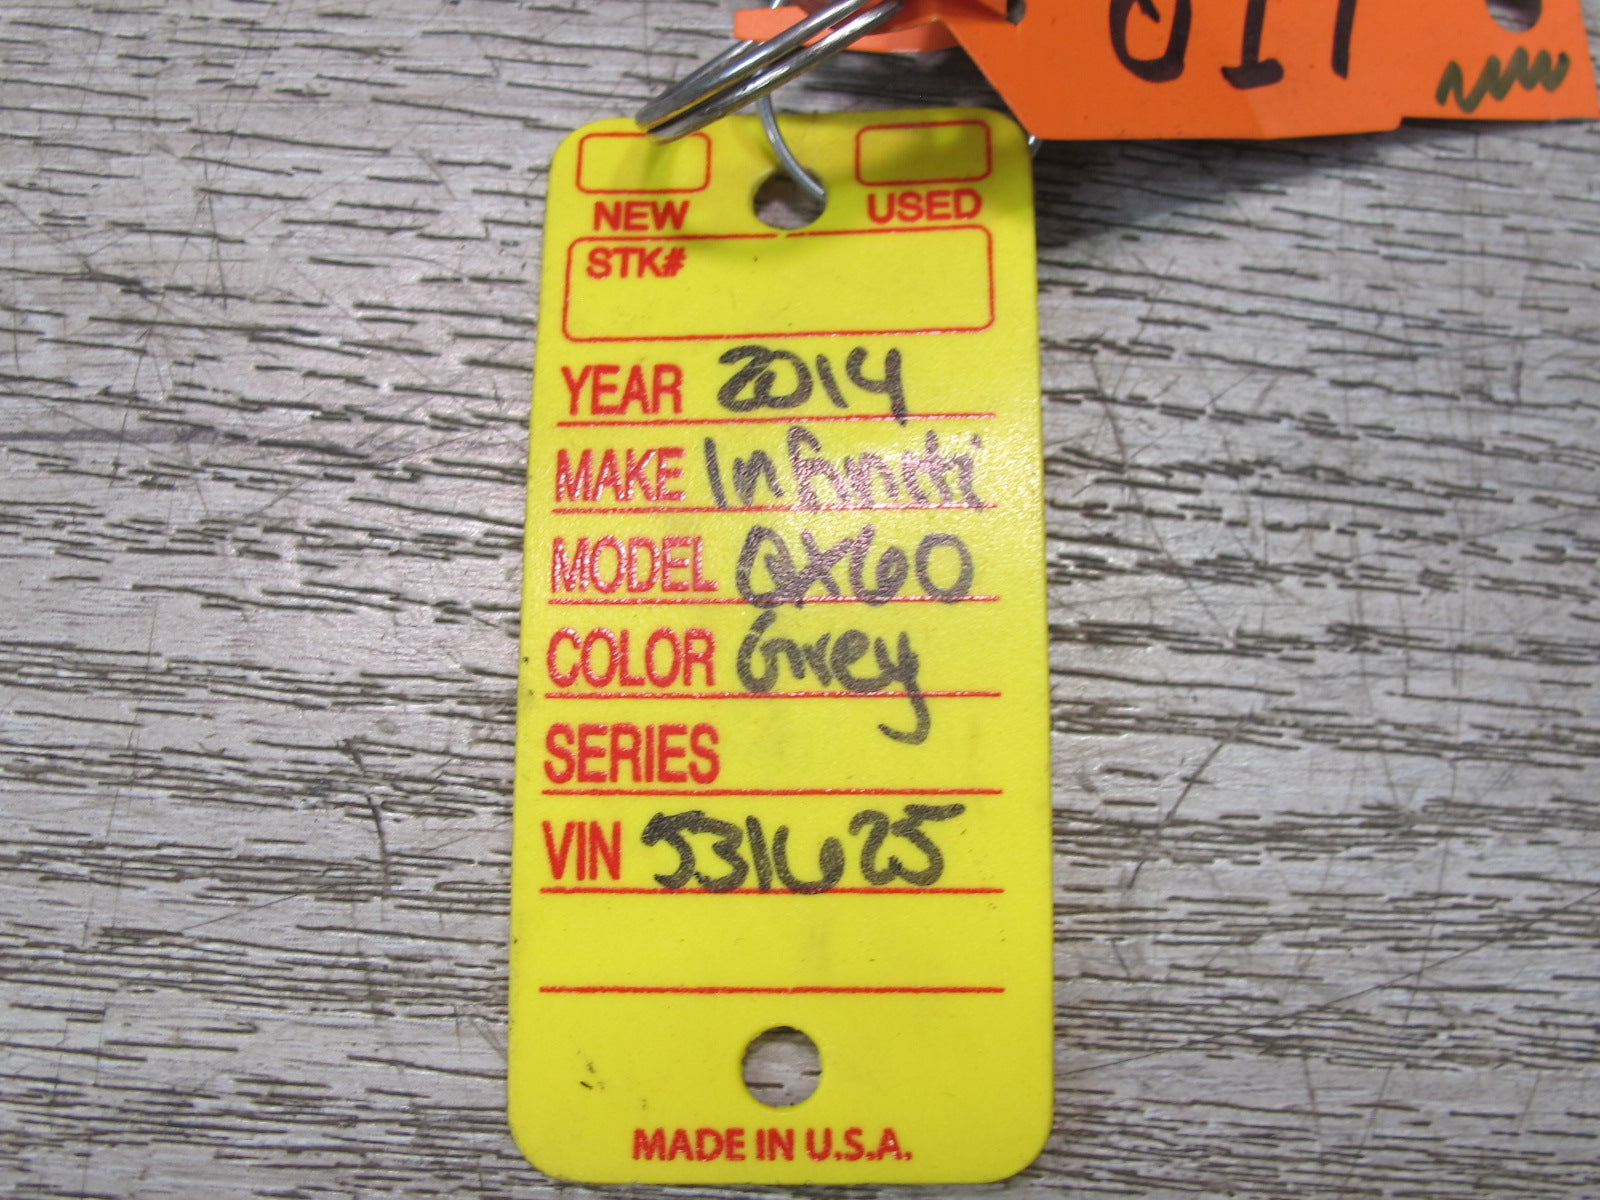 NEW USED
STK#
YEAR 2014
MAKE Infiniti
MODEL QX60
COLOR Grey
SERIES
VIN 531625
MADE IN U.S.A.